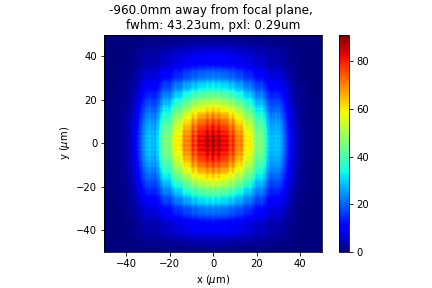 -960.0mm away from focal plane,
fwhm: 43.23um, pxl: 0.29um
80
60
40
20
0
40
20
0
−20
−40
y (μm)
−40 −20 0 20 40
x (μm)